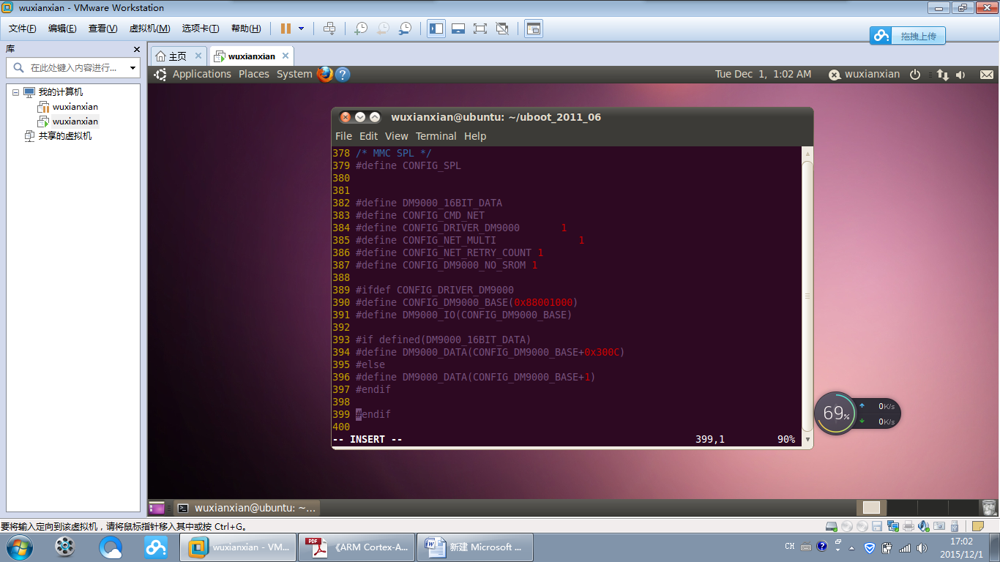 wuxianxian - VMware Workstation
文件(F) 编辑(E) 查看(V) 虚拟机(M) 选项卡(T) 帮助(H)
拖拽上传
库
在此处键入内容进行...
我的计算机
wuxianxian
wuxianxian
共享的虚拟机
主页
wuxianxian
Applications Places System ? Tue Dec 1, 1:02 AM wuxianxian
wuxianxian@ubuntu: ~/uboot_2011_06
File Edit View Terminal Help
378 /* MMC SPL */
379 #define CONFIG_SPL
380
381
382 #define DM9000_16BIT_DATA
383 #define CONFIG_CMD_NET
384 #define CONFIG_DRIVER_DM9000 1
385 #define CONFIG_NET_MULTI 1
386 #define CONFIG_NET_RETRY_COUNT 1
387 #define CONFIG_DM9000_NO_SROM 1
388
389 #ifdef CONFIG_DRIVER_DM9000
390 #define CONFIG_DM9000_BASE(0x88001000)
391 #define DM9000_IO(CONFIG_DM9000_BASE)
392
393 #if defined(DM9000_16BIT_DATA)
394 #define DM9000_DATA(CONFIG_DM9000_BASE+0x300C)
395 #else
396 #define DM9000_DATA(CONFIG_DM9000_BASE+1)
397 #endif
398
399 #endif
400
-- INSERT -- 399,1 90%
69%
0K/s
0K/s
wuxianxian@ubuntu: ~...
要将输入定向到该虚拟机，请将鼠标指针移入其中或按 Ctrl+G。
wuxianxian - VM...
PDF
《ARM Cortex-A...
新建 Microsoft ...
CH
17:02
2015/12/1